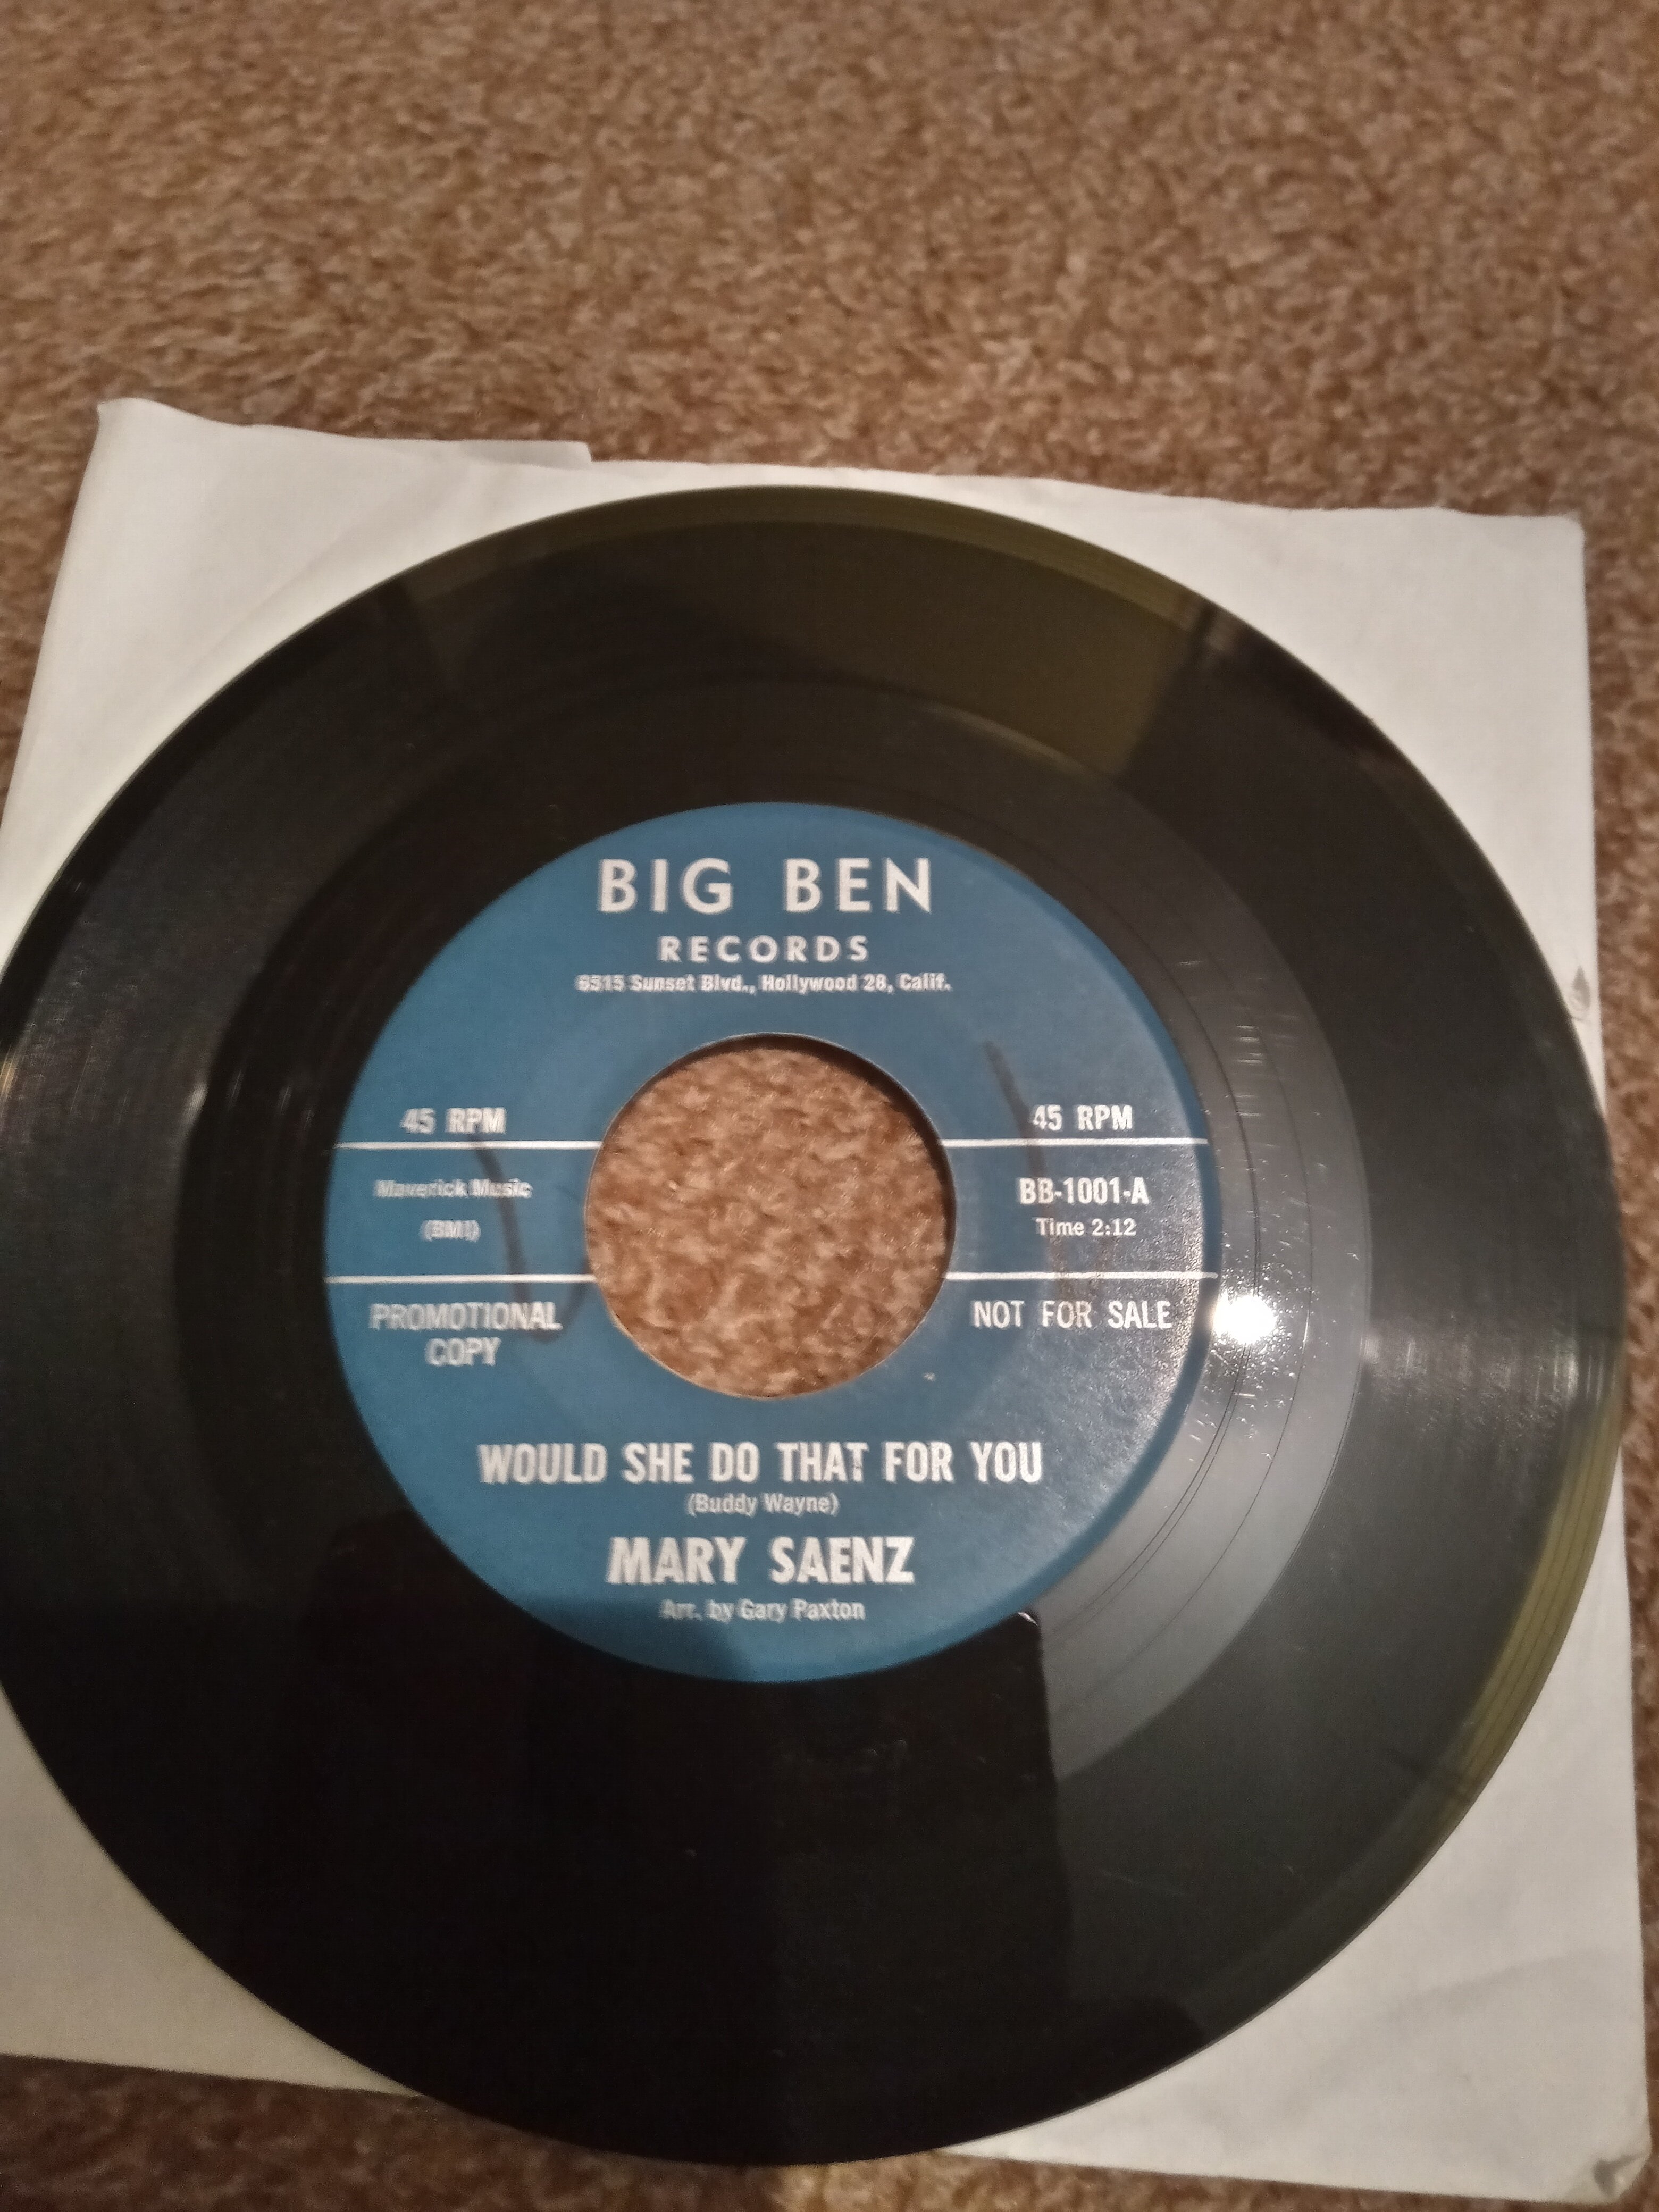 BIG BEN
RECORDS
6515 Sunset Blvd., Hollywood 28, Calif.
45 RPM
45 RPM
Maverick Music
(BMI)
BB-1001-A
Time 2:12
PROMOTIONAL
COPY
NOT FOR SALE
WOULD SHE DO THAT FOR YOU
(Buddy Wayne)
MARY SAENZ
Arr. by Gary Paxton